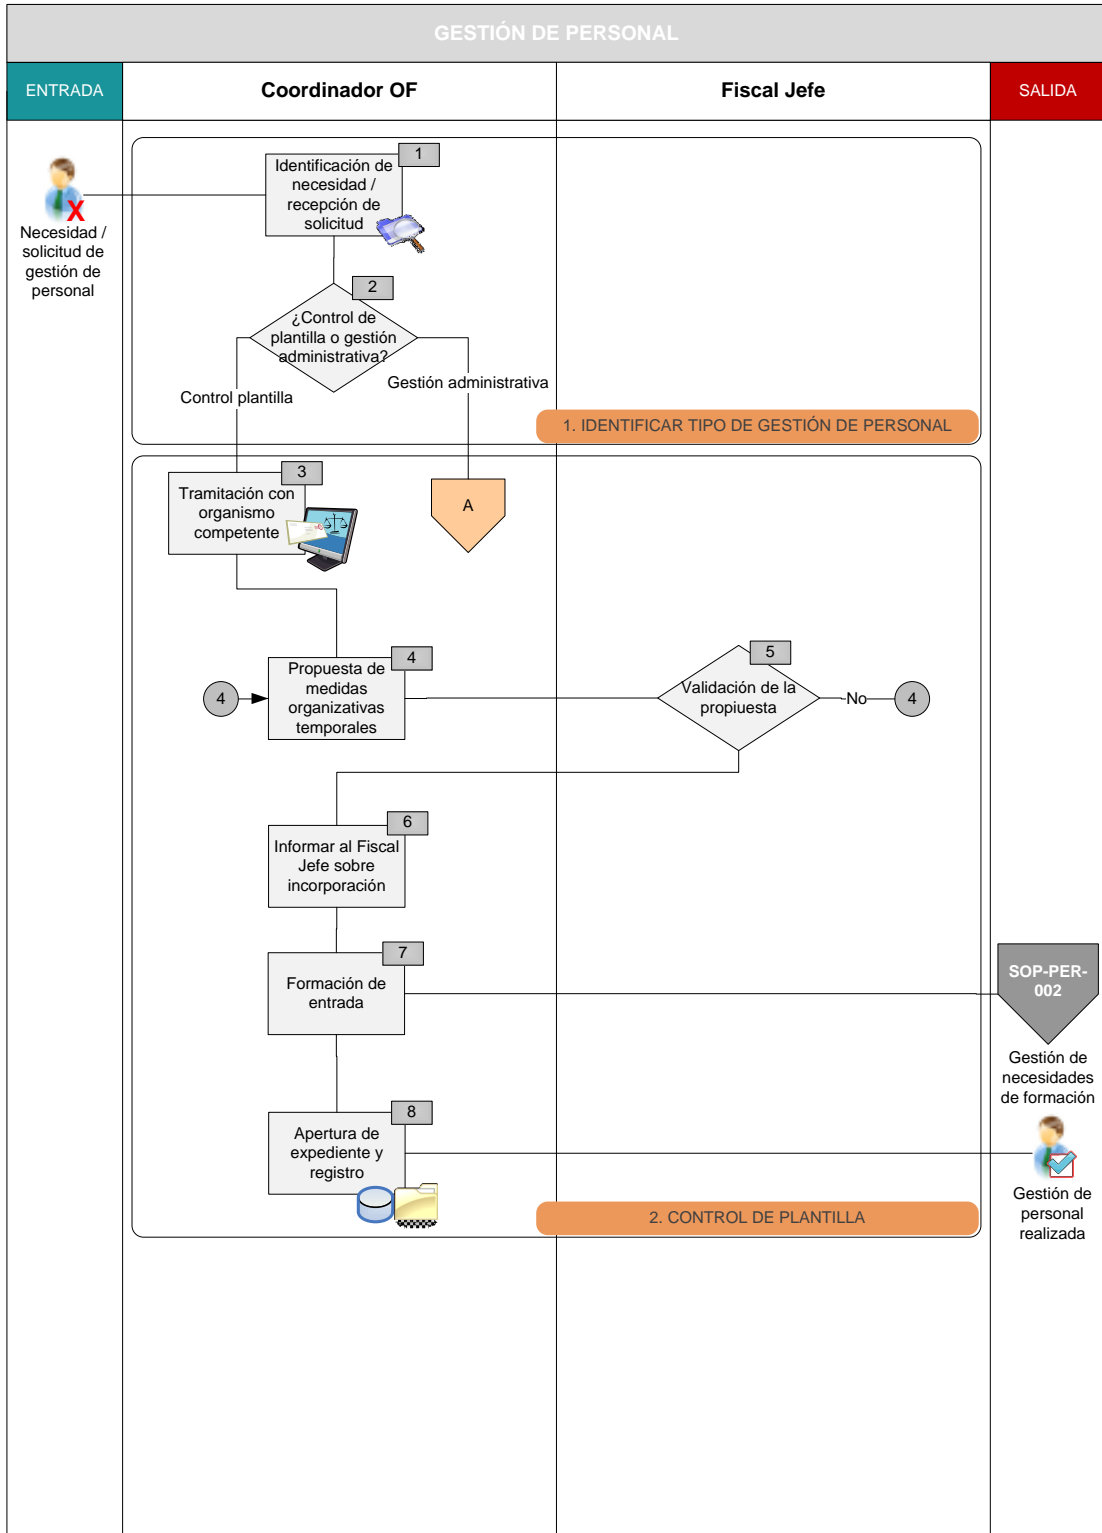 GESTIÓN DE PERSONAL
ENTRADA
Coordinador OF
Fiscal Jefe
SALIDA
1
Identificación de
necesidad /
recepción de
solicitud
X
Necesidad /
solicitud de
gestión de
personal
2
¿Control de
plantilla o gestión
administrativa?
Gestión administrativa
Control plantilla
1. IDENTIFICAR TIPO DE GESTIÓN DE PERSONAL
3
Tramitación con
organismo
competente
A
4
Propuesta de
medidas
organizativas
temporales
4
5
Validación de la
propiuesta
No
4
6
Informar al Fiscal
Jefe sobre
incorporación
7
Formación de
entrada
SOP-PER-
002
Gestión de
necesidades
de formación
8
Apertura de
expediente y
registro
Gestión de
personal
realizada
2. CONTROL DE PLANTILLA